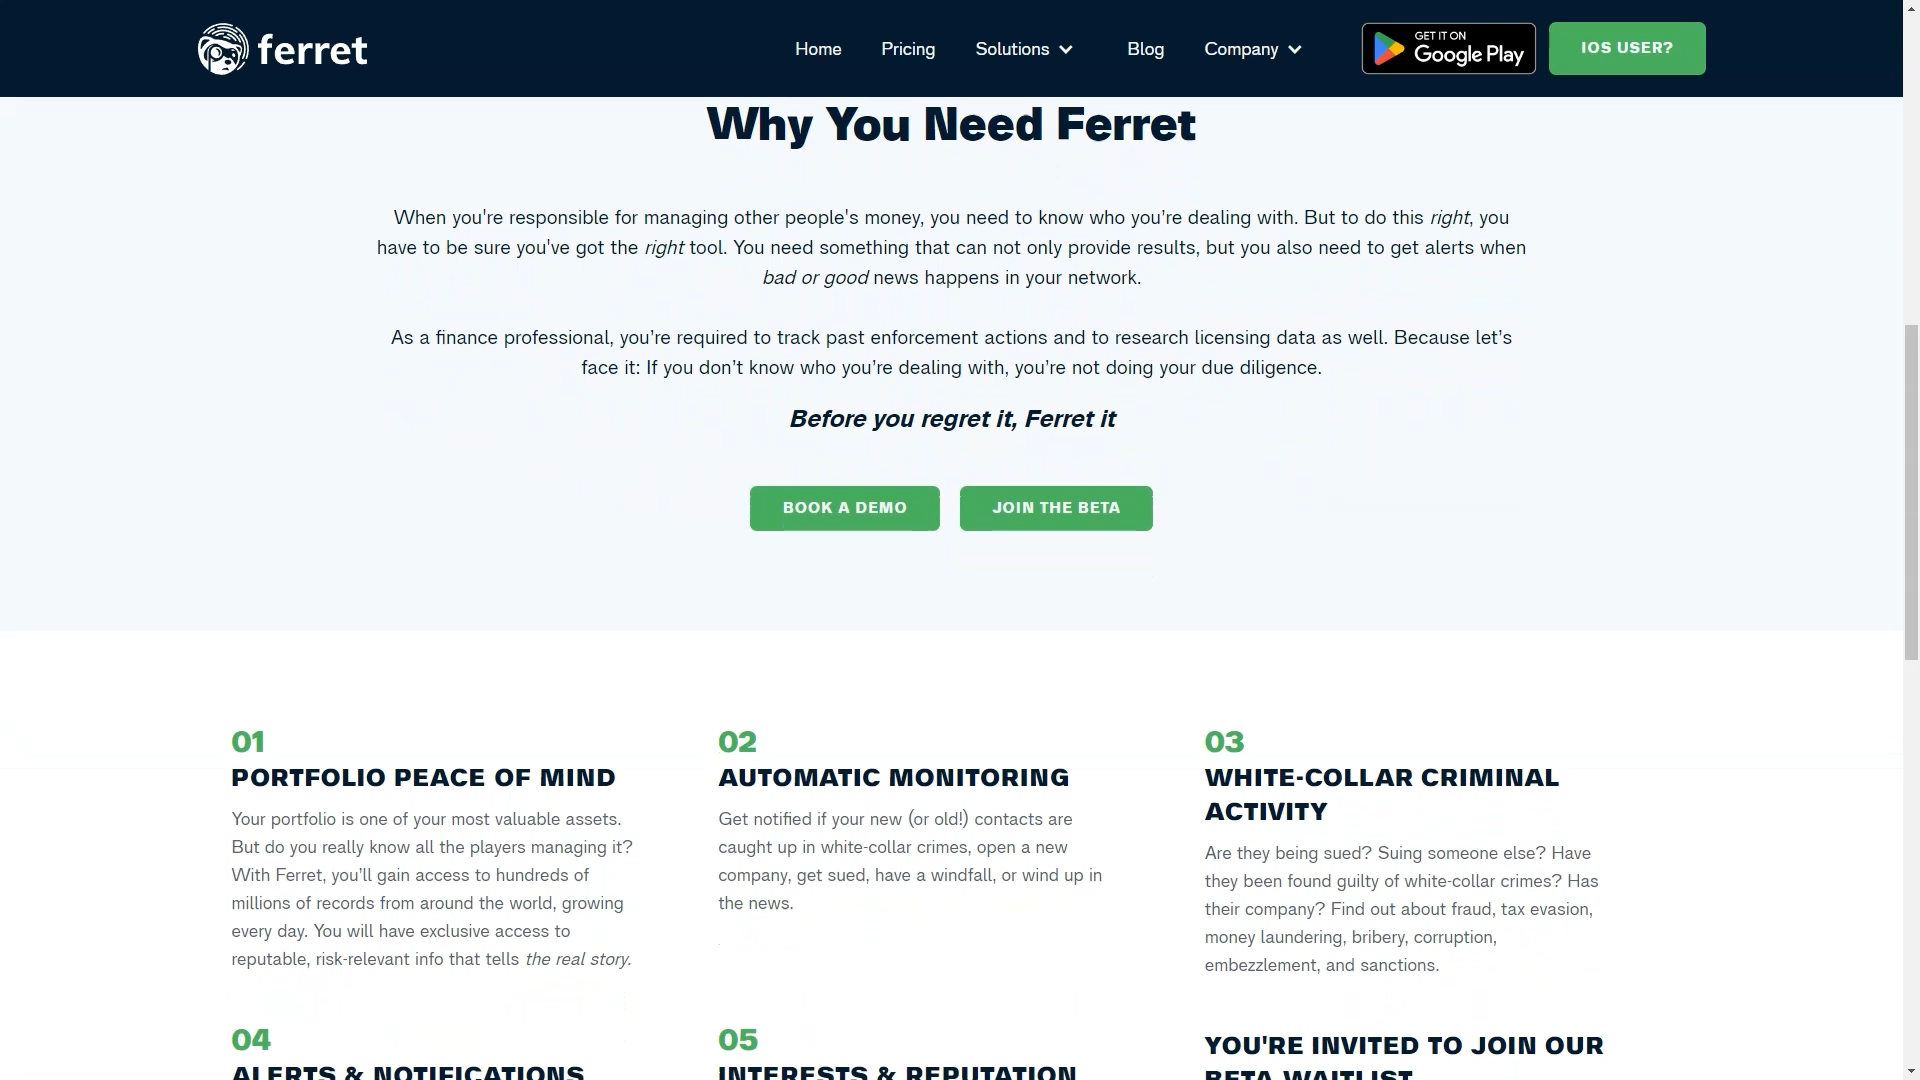 ferret
Home Pricing Solutions Blog Company GET IT ON Google Play IOS USER?
Why You Need Ferret
When you're responsible for managing other people's money, you need to know who you’re dealing with. But to do this right, you
have to be sure you've got the right tool. You need something that can not only provide results, but you also need to get alerts when
bad or good news happens in your network.
As a finance professional, you’re required to track past enforcement actions and to research licensing data as well. Because let’s
face it: If you don’t know who you’re dealing with, you’re not doing your due diligence.
Before you regret it, Ferret it
BOOK A DEMO JOIN THE BETA
01
PORTFOLIO PEACE OF MIND
Your portfolio is one of your most valuable assets.
But do you really know all the players managing it?
With Ferret, you’ll gain access to hundreds of
millions of records from around the world, growing
every day. You will have exclusive access to
reputable, risk-relevant info that tells the real story.
02
AUTOMATIC MONITORING
Get notified if your new (or old!) contacts are
caught up in white-collar crimes, open a new
company, get sued, have a windfall, or wind up in
the news.
03
WHITE-COLLAR CRIMINAL
ACTIVITY
Are they being sued? Suing someone else? Have
they been found guilty of white-collar crimes? Has
their company? Find out about fraud, tax evasion,
money laundering, bribery, corruption,
embezzlement, and sanctions.
04
ALERTS & NOTIFICATIONS
05
INTERESTS & REPUTATION
YOU'RE INVITED TO JOIN OUR
BETA WAITLIST